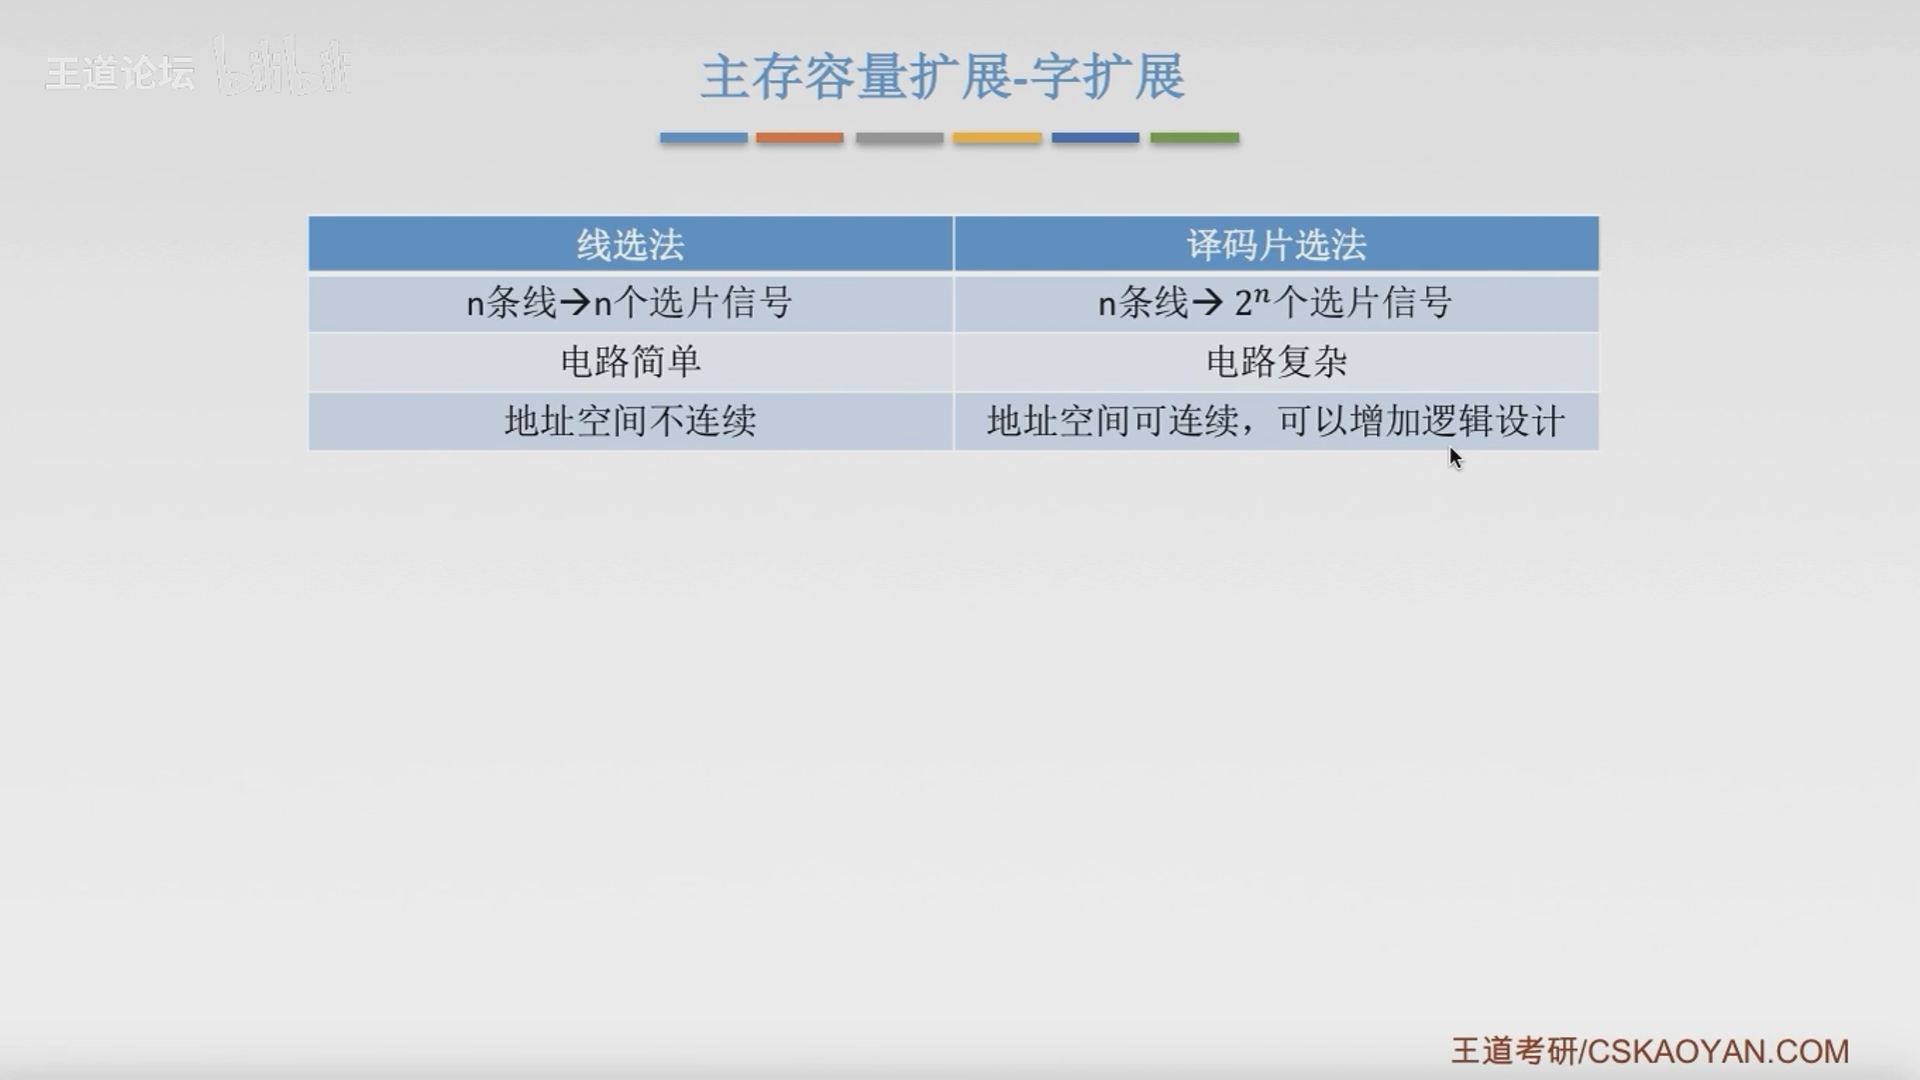 王道论坛 bilibili
主存容量扩展-字扩展
线选法
译码片选法
n条线→n个选片信号
n条线→ 2ⁿ个选片信号
电路简单
电路复杂
地址空间不连续
地址空间可连续，可以增加逻辑设计
王道考研/CSKAOYAN.COM